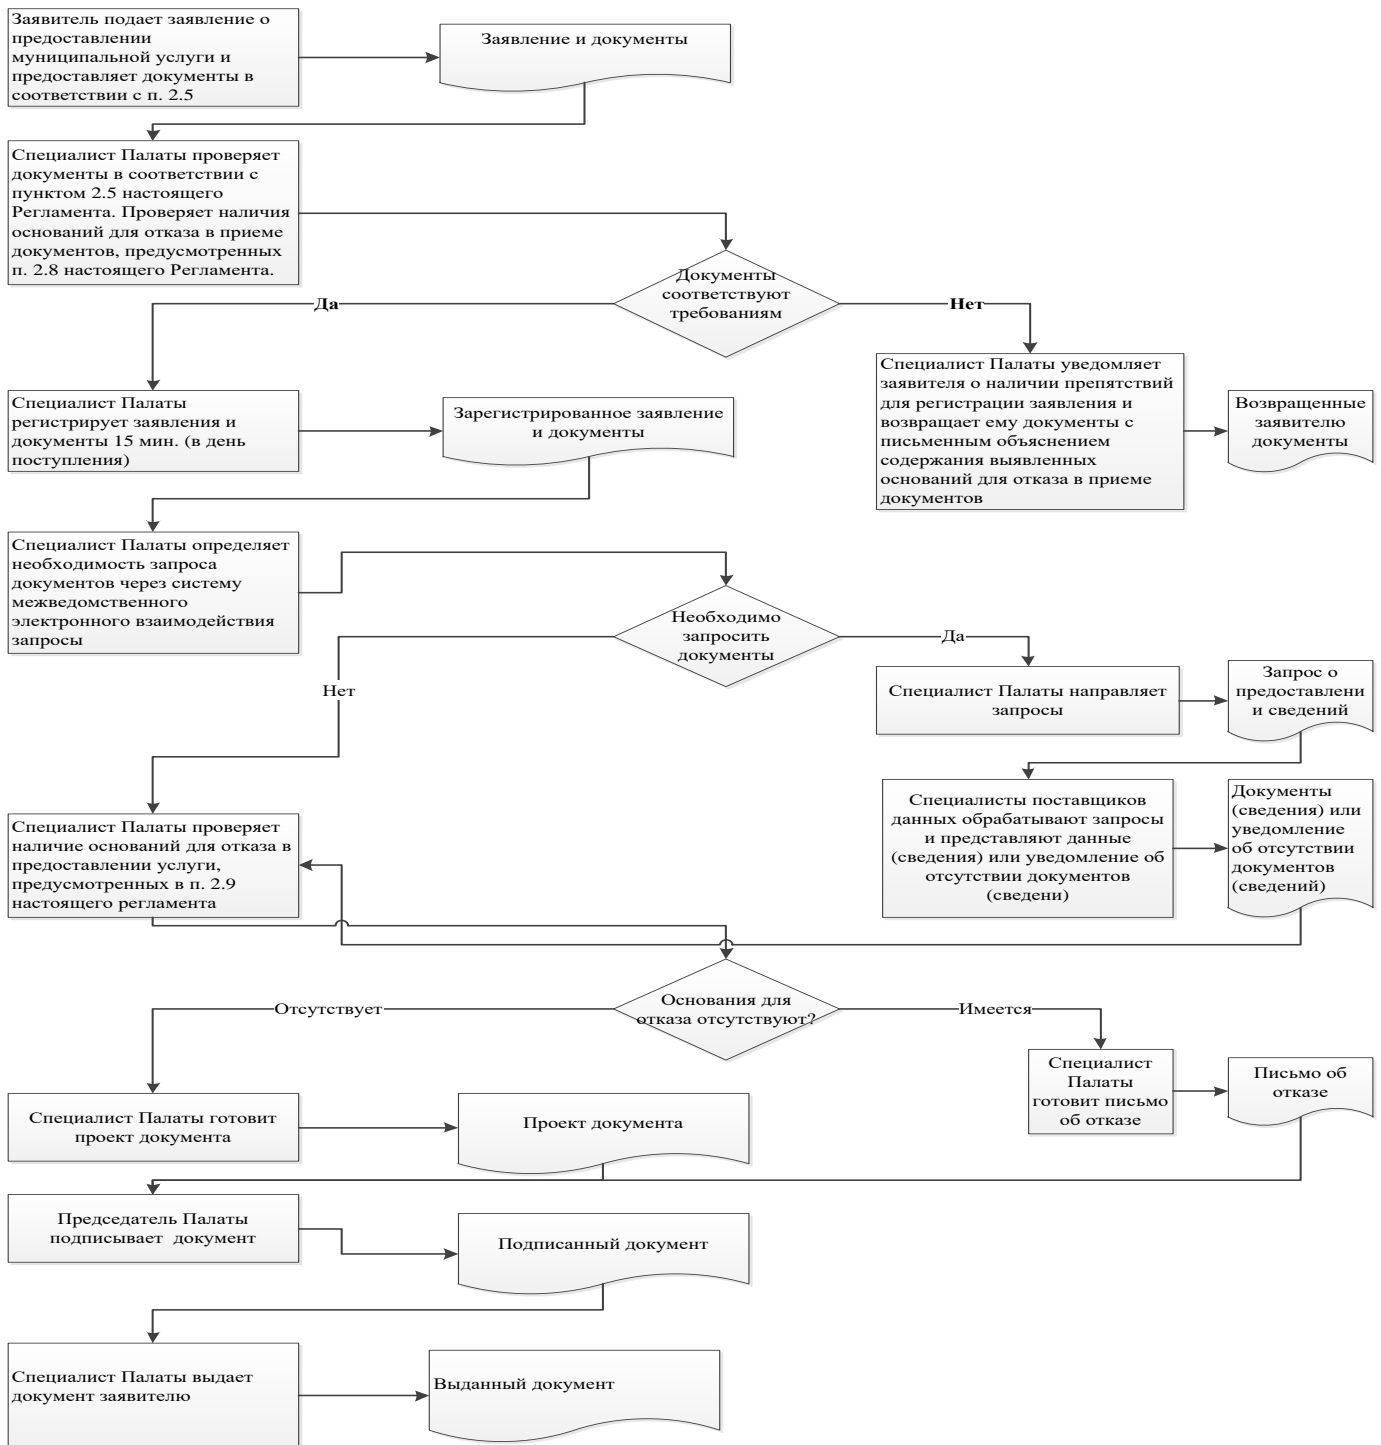 Заявитель подает заявление о
предоставлении
муниципальной услуги и
предоставляет документы в
соответствии с п. 2.5
Заявление и документы
Специалист Палаты проверяет
документы в соответствии с
пунктом 2.5 настоящего
Регламента. Проверяет наличия
оснований для отказа в приеме
документов, предусмотренных
п. 2.8 настоящего Регламента.
Документы
соответствуют
требованиям
Да
Нет
Специалист Палаты
регистрирует заявления и
документы 15 мин. (в день
поступления)
Зарегистрированное заявление
и документы
Специалист Палаты уведомляет
заявителя о наличии препятствий
для регистрации заявления и
возвращает ему документы с
письменным объяснением
содержания выявленных
оснований для отказа в приеме
документов
Возвращенные
заявителю
документы
Специалист Палаты определяет
необходимость запроса
документов через систему
межведомственного
электронного взаимодействия
запросы
Необходимо
запросить
документы
Да
Нет
Специалист Палаты направляет
запросы
Запрос о
предоставлени
и сведений
Специалисты поставщиков
данных обрабатывают запросы
и представляют данные
(сведения) или уведомление об
отсутствии документов
(сведени)
Документы
(сведения) или
уведомление
об отсутствии
документов
(сведений)
Специалист Палаты проверяет
наличие оснований для отказа в
предоставлении услуги,
предусмотренных в п. 2.9
настоящего регламента
Основания для
отказа отсутствуют?
Отсутствует
Имеется
Специалист
Палаты
готовит письмо
об отказе
Письмо об
отказе
Специалист Палаты готовит
проект документа
Проект документа
Председатель Палаты
подписывает  документ
Подписанный документ
Специалист Палаты выдает
документ заявителю
Выданный документ